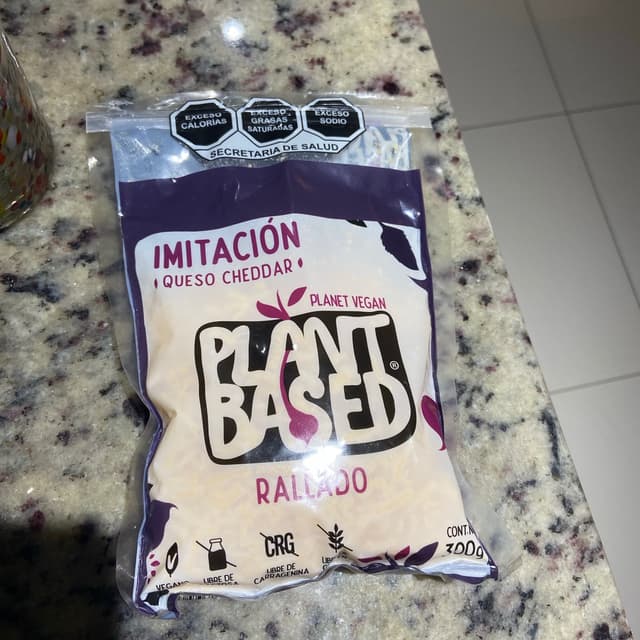 EXCESO
CALORÍAS
EXCESO
GRASAS
SATURADAS
EXCESO
SODIO
SECRETARÍA DE SALUD
IMITACIÓN
QUESO CHEDDAR
PLANET VEGAN
PLANT
BASED®
RALLADO
VEGANO
LIBRE DE
CRG
LIBRE DE
CARRAGENINA
CONT.
300g